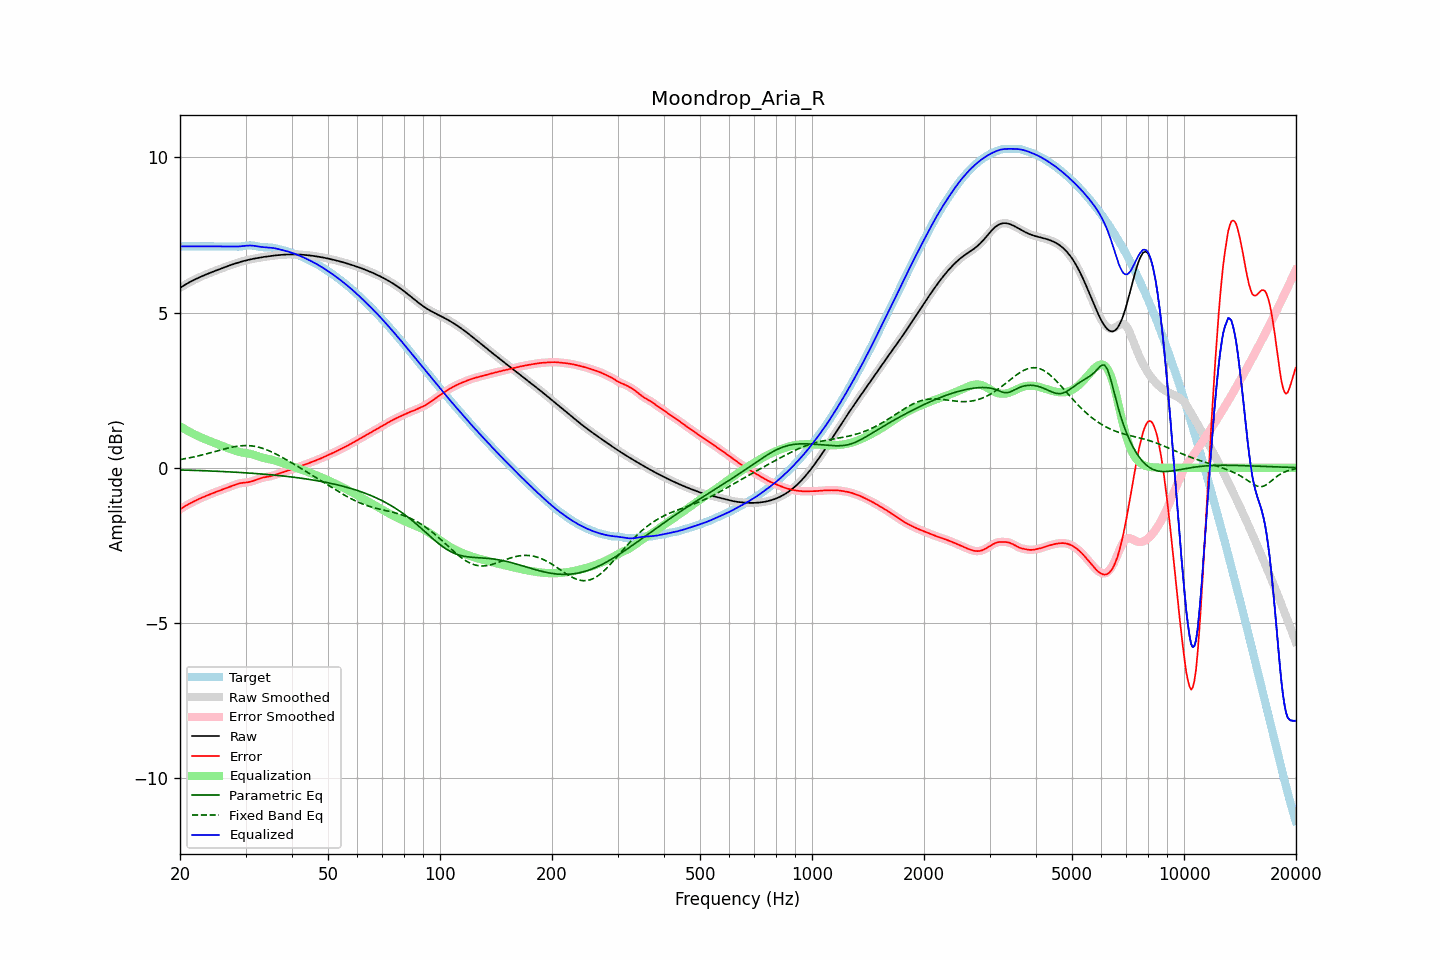 Moondrop_Aria_R
10
5
0
−5
−10
Amplitude (dBr)
Target
Raw Smoothed
Error Smoothed
Raw
Error
Equalization
Parametric Eq
Fixed Band Eq
Equalized
20 50 100 200 500 1000 2000 5000 10000 20000
Frequency (Hz)